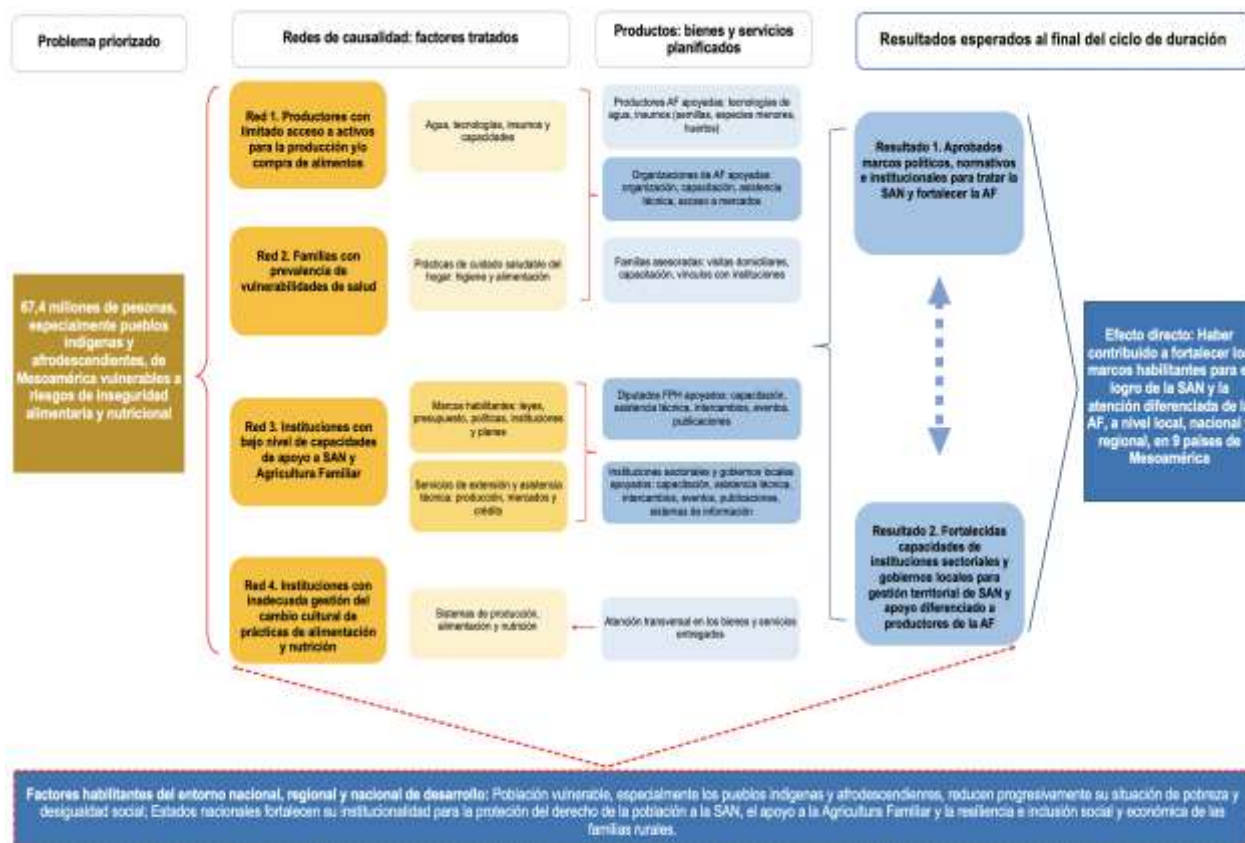 Problema priorizado
Redes de causalidad: factores tratados
Productos: bienes y servicios
planificados
Resultados esperados al final del ciclo de duración
67,4 millones de personas,
especialmente pueblos
indígenas y
afrodescendientes, de
Mesoamérica vulnerables a
riesgos de inseguridad
alimentaria y nutricional
Red 1. Productores con
limitado acceso a activos
para la producción y/o
compra de alimentos
Agua, tecnologías, insumos y
capacidades
Red 2. Familias con
prevalencia de
vulnerabilidades de salud
Prácticas de cuidado saludable del
hogar: higiene y alimentación
Red 3. Instituciones con
bajo nivel de capacidades
de apoyo a SAN y
Agricultura Familiar
Marcos habilitantes: leyes,
presupuesto, políticas, instituciones
y planes
Servicios de extensión y asistencia
técnica: producción, mercados y
crédito
Red 4. Instituciones con
inadecuada gestión del
cambio cultural de
prácticas de alimentación
y nutrición
Sistemas de producción,
alimentación y nutrición
Productores AF apoyadas: tecnologías de
agua, insumos (semillas, especies menores,
huertos)
Organizaciones de AF apoyadas:
organización, capacitación, asistencia
técnica, acceso a mercados
Familias asesoradas: visitas domiciliares,
capacitación, vínculos con instituciones
Diputados FPH apoyados: capacitación,
asistencia técnica, intercambios, eventos,
publicaciones
Instituciones sectoriales y gobiernos locales
apoyados: capacitación, asistencia técnica,
intercambios, eventos, publicaciones,
sistemas de información
Atención transversal en los bienes y servicios
entregados
Resultado 1. Aprobados
marcos políticos, normativos
e institucionales para tratar la
SAN y fortalecer la AF
Resultado 2. Fortalecidas
capacidades de
instituciones sectoriales y
gobiernos locales para
gestión territorial de SAN y
apoyo diferenciado a
productores de la AF
Efecto directo: Haber
contribuido a fortalecer lo
marcos habilitantes para e
logro de la SAN y la
atención diferenciada de l
AF, a nivel local, nacional
regional, en 9 países de
Mesoamérica
Factores habilitantes del entorno nacional, regional y nacional de desarrollo: Población vulnerable, especialmente los pueblos indígenas y afrodescendiennes, reducen progresivamente su situación de pobreza y
desigualdad social; Estados nacionales fortalecen su institucionalidad para la proteción del derecho de la población a la SAN, el apoyo a la Agricultura Familiar y la resiliencia e inclusión social y económica de las
familias rurales.